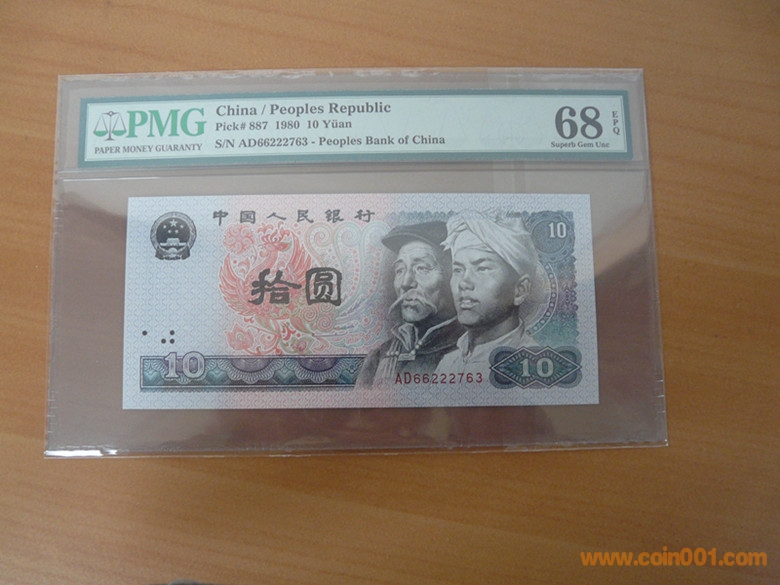 PMG
PAPER MONEY GUARANTY
China / Peoples Republic
Pick# 887 1980 10 Yüan
S/N AD66222763 - Peoples Bank of China
68 EPQ
Superb Gem Unc
中国人民银行
10
拾圆
10
AD66222763
10
www.coin001.com